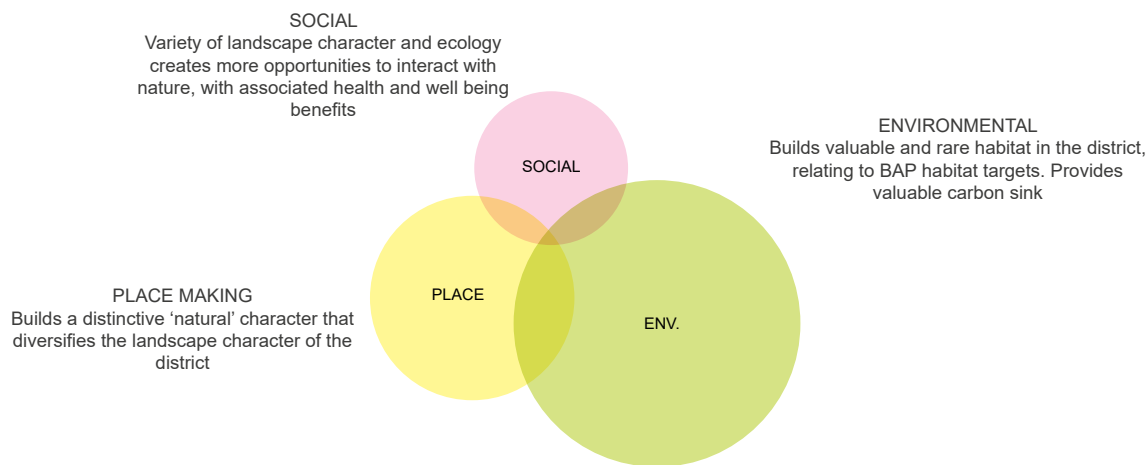 SOCIAL
Variety of landscape character and ecology
creates more opportunities to interact with
nature, with associated health and well being
benefits
ENVIRONMENTAL
Builds valuable and rare habitat in the district,
relating to BAP habitat targets. Provides
valuable carbon sink
SOCIAL
PLACE
ENV.
PLACE MAKING
Builds a distinctive ‘natural’ character that
diversifies the landscape character of the
district